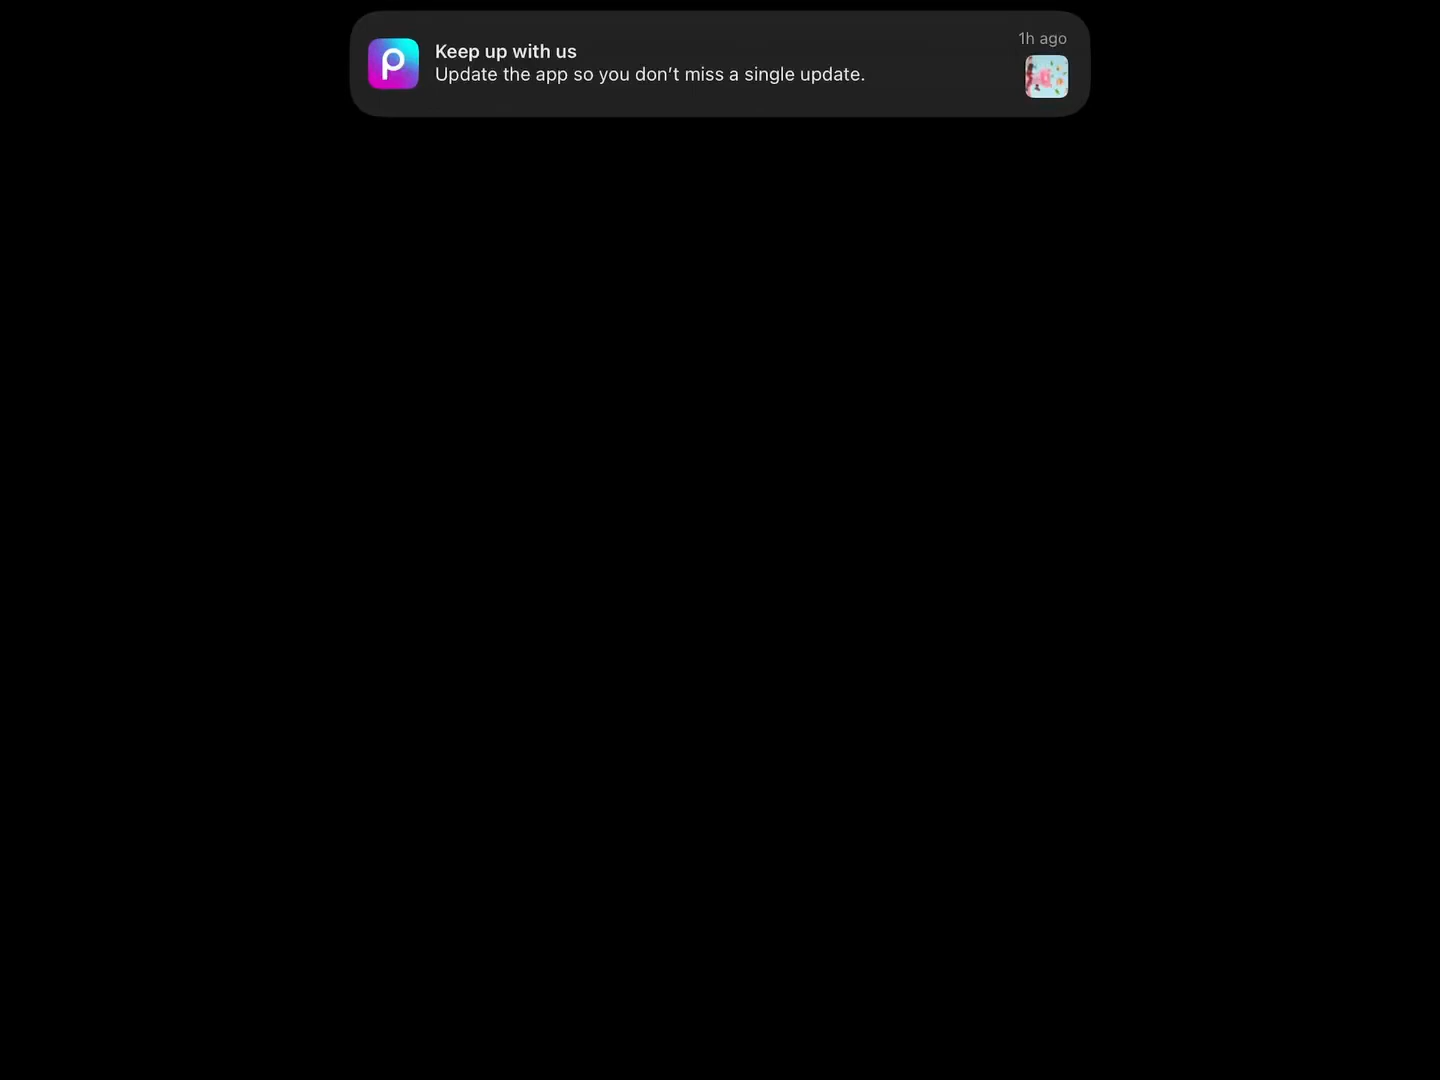 Keep up with us
1h ago
Update the app so you don’t miss a single update.